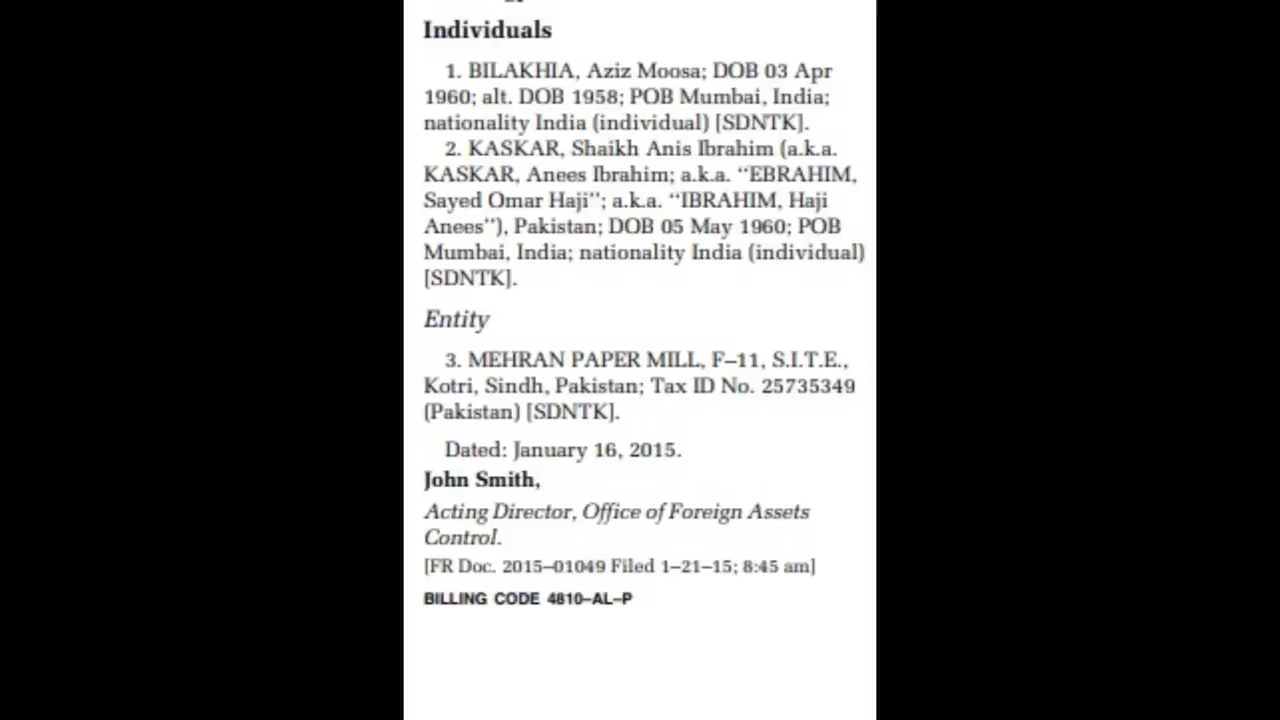 Individuals
1. BILAKHIA, Aziz Moosa; DOB 03 Apr
1960; alt. DOB 1958; POB Mumbai, India;
nationality India (individual) [SDNTK].
2. KASKAR, Shaikh Anis Ibrahim (a.k.a.
KASKAR, Anees Ibrahim; a.k.a. ‘‘EBRAHIM,
Sayed Omar Haji’’; a.k.a. ‘‘IBRAHIM, Haji
Anees’’), Pakistan; DOB 05 May 1960; POB
Mumbai, India; nationality India (individual)
[SDNTK].
Entity
3. MEHRAN PAPER MILL, F–11, S.I.T.E.,
Kotri, Sindh, Pakistan; Tax ID No. 25735349
(Pakistan) [SDNTK].
Dated: January 16, 2015.
John Smith,
Acting Director, Office of Foreign Assets
Control.
[FR Doc. 2015–01049 Filed 1–21–15; 8:45 am]
BILLING CODE 4810–AL–P